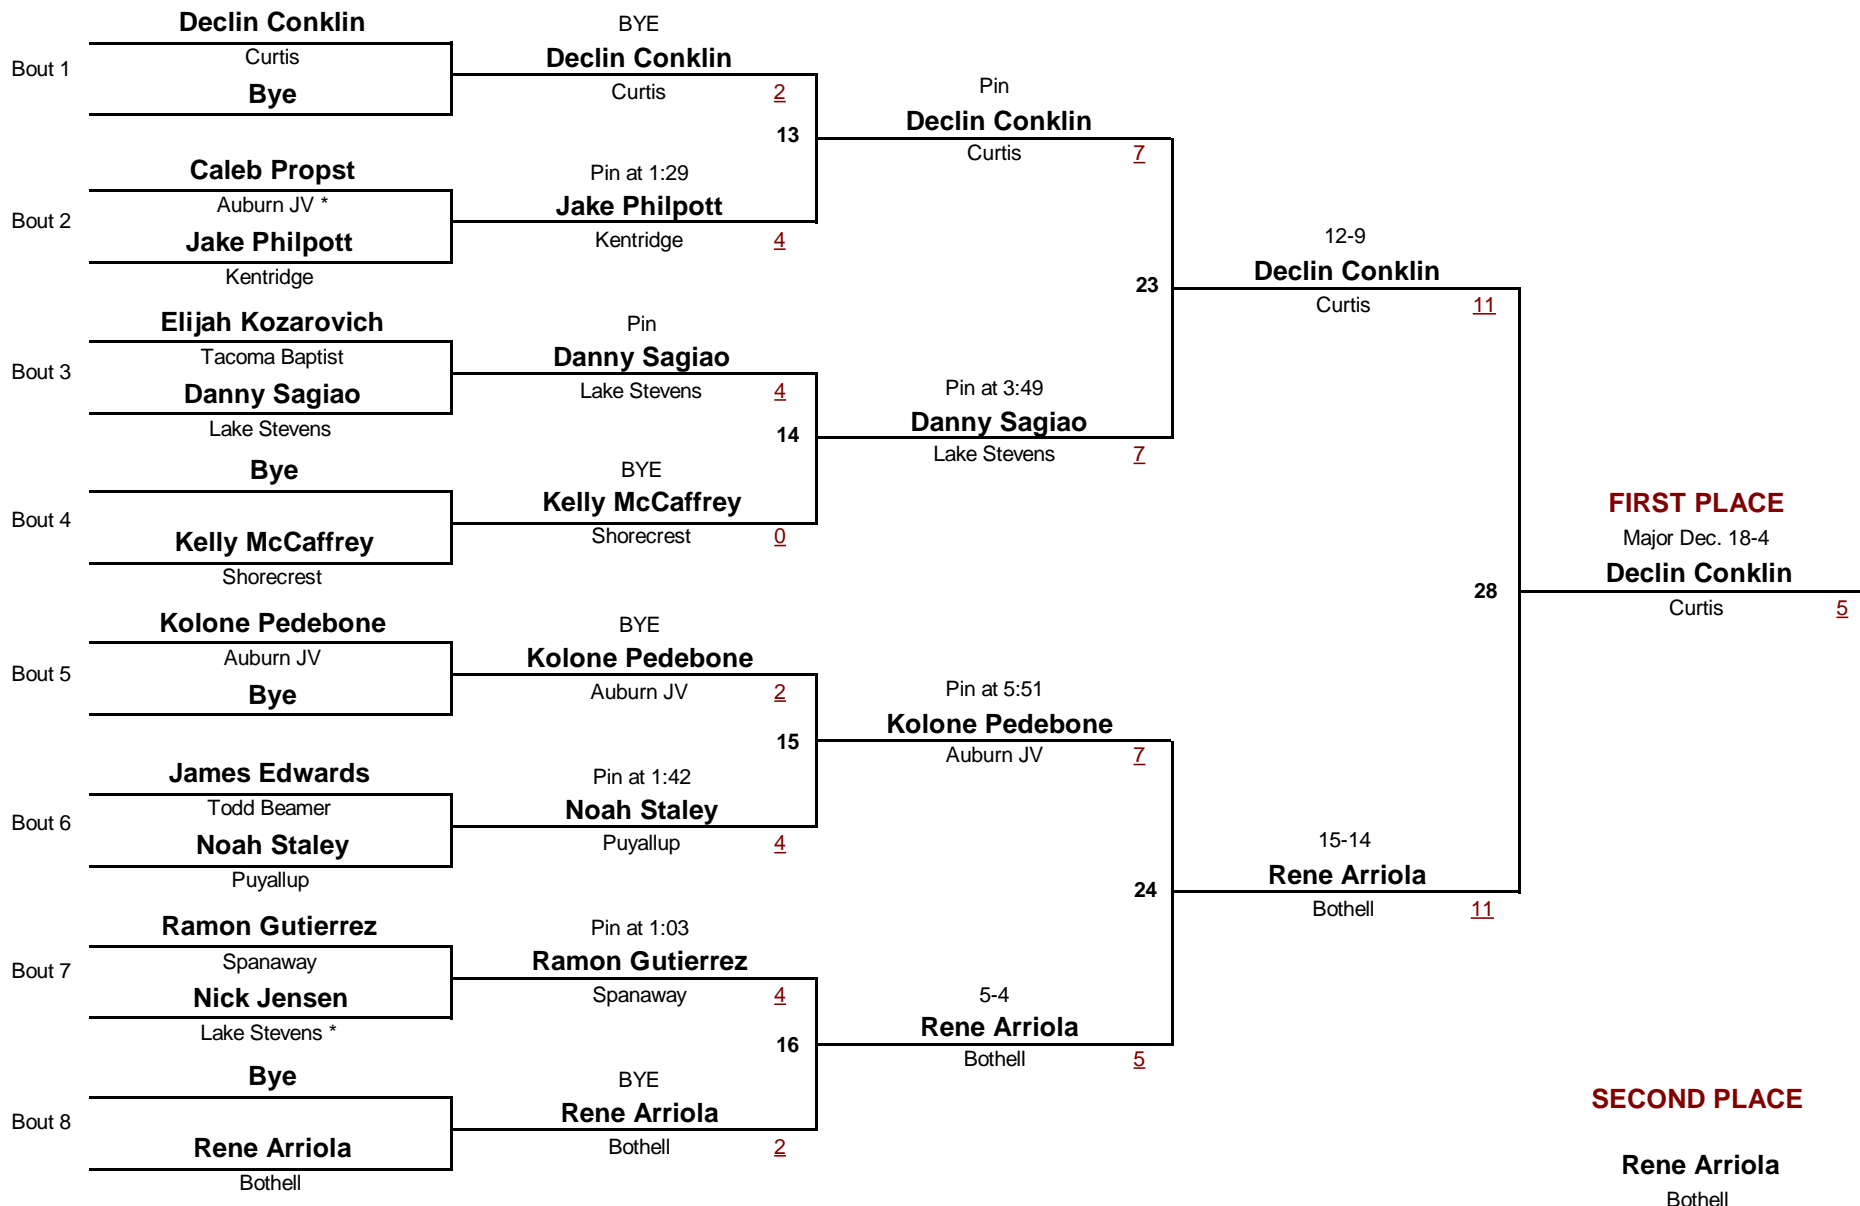 Declin Conklin
Bout 1
Curtis
Bye
Caleb Propst
Bout 2
Auburn JV *
Jake Philpott
Kentridge
Elijah Kozarovich
Bout 3
Tacoma Baptist
Danny Sagiao
Lake Stevens
Bye
Bout 4
Kelly McCaffrey
Shorecrest
Kolone Pedebone
Bout 5
Auburn JV
Bye
James Edwards
Bout 6
Todd Beamer
Noah Staley
Puyallup
Ramon Gutierrez
Bout 7
Spanaway
Nick Jensen
Lake Stevens *
Bye
Bout 8
Rene Arriola
Bothell
BYE
Declin Conklin
Curtis 2
13
Pin at 1:29
Jake Philpott
Kentridge 4
Pin
Danny Sagiao
Lake Stevens 4
14
BYE
Kelly McCaffrey
Shorecrest 0
BYE
Kolone Pedebone
Auburn JV 2
15
Pin at 1:42
Noah Staley
Puyallup 4
Pin at 1:03
Ramon Gutierrez
Spanaway 4
16
BYE
Rene Arriola
Bothell 2
Pin
Declin Conklin
Curtis 7
23
Pin at 3:49
Danny Sagiao
Lake Stevens 7
Pin at 5:51
Kolone Pedebone
Auburn JV 7
24
5-4
Rene Arriola
Bothell 5
12-9
Declin Conklin
Curtis 11
28
15-14
Rene Arriola
Bothell 11
FIRST PLACE
Major Dec. 18-4
Declin Conklin
Curtis 5
SECOND PLACE
Rene Arriola
Bothell